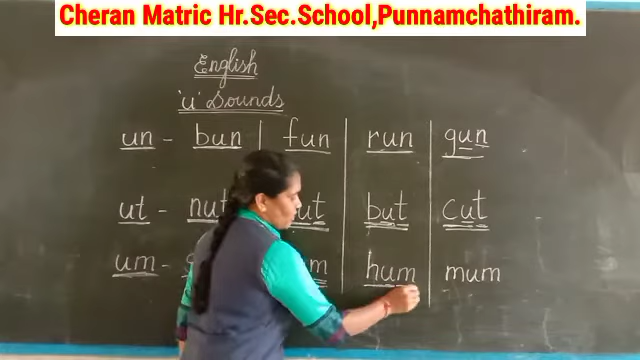 Cheran Matric Hr.Sec.School,Punnamchathiram.
English
'u' Sounds
un - bun | fun | run | gun
ut - nut | but | cut
um - hum | mum